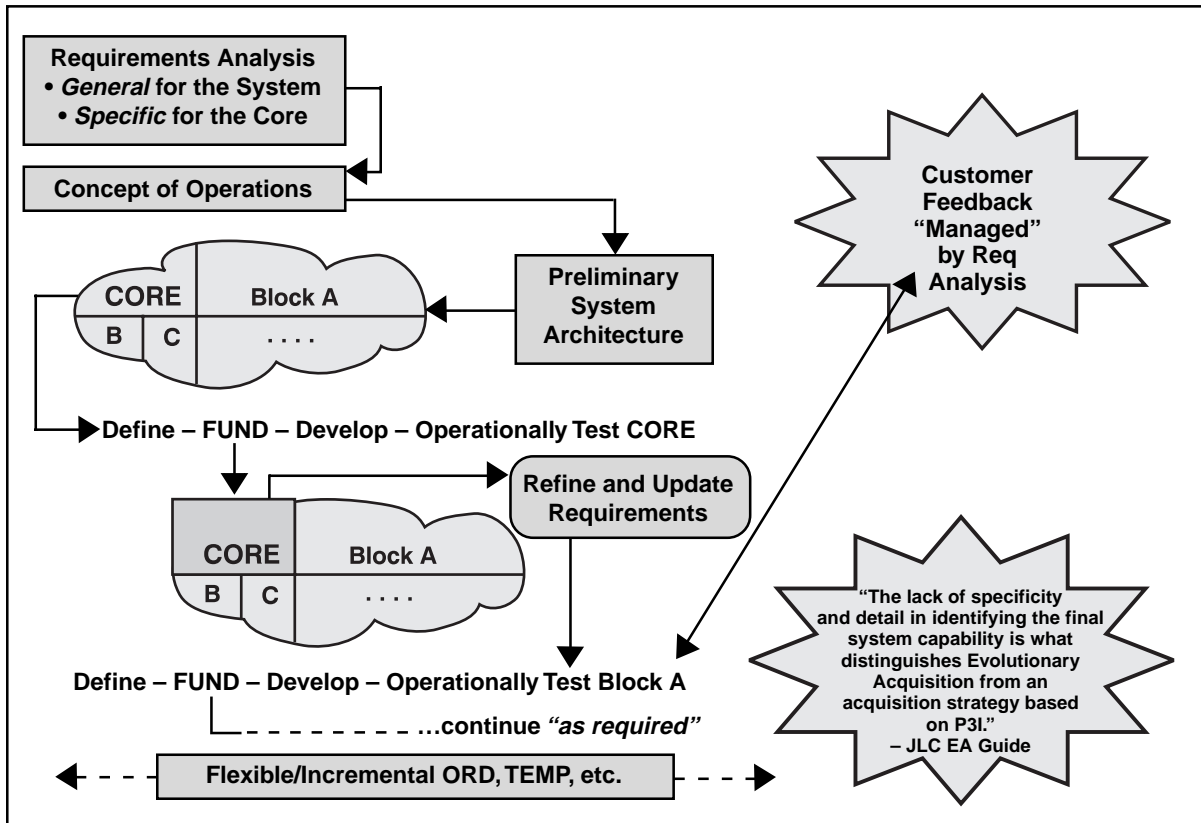 Requirements Analysis
• General for the System
• Specific for the Core
Concept of Operations
Preliminary
System
Architecture
CORE Block A
B C . . . .
Define – FUND – Develop – Operationally Test CORE
Refine and Update
Requirements
CORE Block A
B C . . . .
Define – FUND – Develop – Operationally Test Block A
…continue “as required”
Flexible/Incremental ORD, TEMP, etc.
Customer
Feedback
“Managed”
by Req
Analysis
“The lack of specificity
and detail in identifying the final
system capability is what
distinguishes Evolutionary
Acquisition from an
acquisition strategy based
on P3I.”
– JLC EA Guide